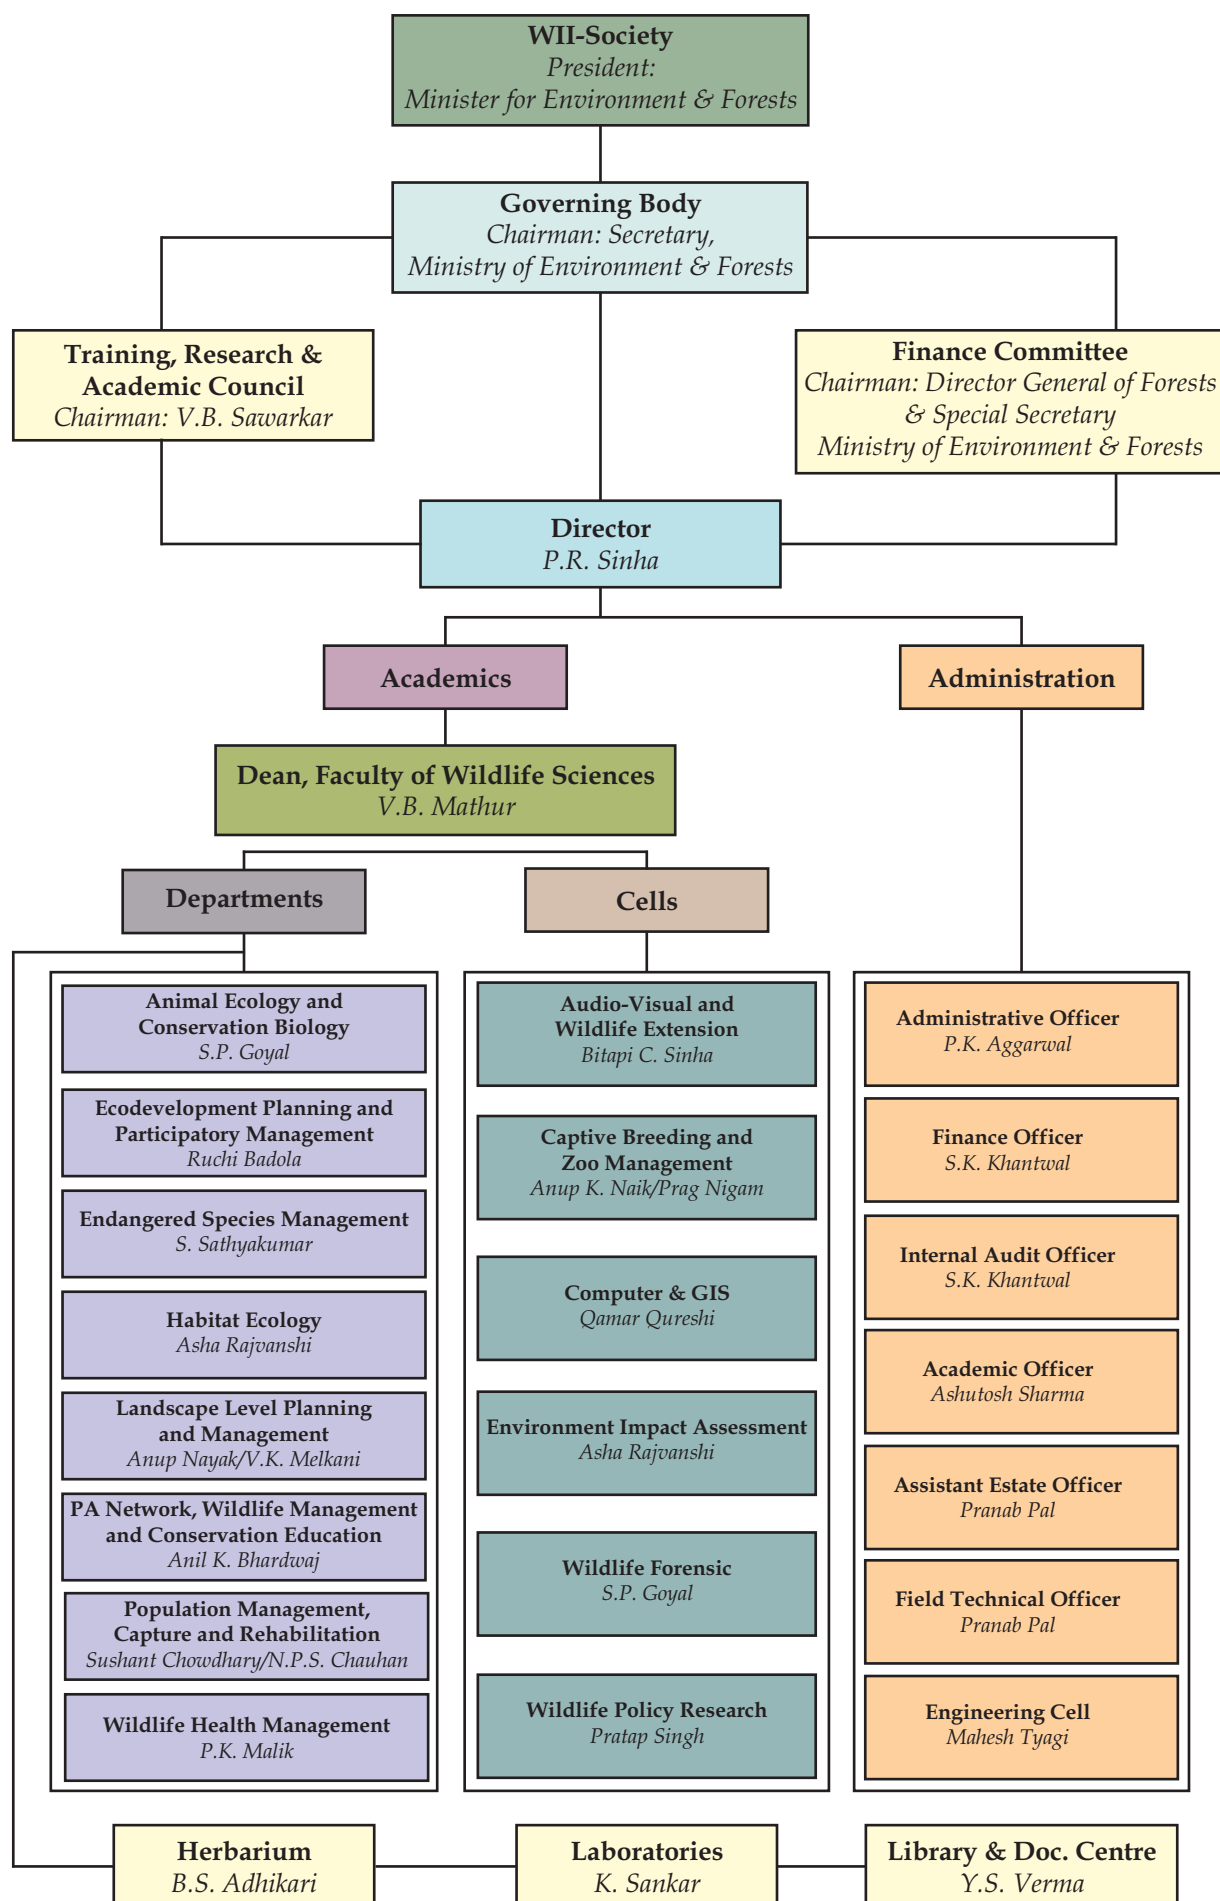 WII-Society
President:
Minister for Environment & Forests
Governing Body
Chairman: Secretary,
Ministry of Environment & Forests
Training, Research &
Academic Council
Chairman: V.B. Sawarkar
Finance Committee
Chairman: Director General of Forests
& Special Secretary
Ministry of Environment & Forests
Director
P.R. Sinha
Academics
Administration
Dean, Faculty of Wildlife Sciences
V.B. Mathur
Departments
Cells
Animal Ecology and
Conservation Biology
S.P. Goyal
Ecodevelopment Planning and
Participatory Management
Ruchi Badola
Endangered Species Management
S. Sathyakumar
Habitat Ecology
Asha Rajvanshi
Landscape Level Planning
and Management
Anup Nayak/V.K. Melkani
PA Network, Wildlife Management
and Conservation Education
Anil K. Bhardwaj
Population Management,
Capture and Rehabilitation
Sushant Chowdhary/N.P.S. Chauhan
Wildlife Health Management
P.K. Malik
Audio-Visual and
Wildlife Extension
Bitapi C. Sinha
Captive Breeding and
Zoo Management
Anup K. Naik/Prag Nigam
Computer & GIS
Qamar Qureshi
Environment Impact Assessment
Asha Rajvanshi
Wildlife Forensic
S.P. Goyal
Wildlife Policy Research
Pratap Singh
Administrative Officer
P.K. Aggarwal
Finance Officer
S.K. Khantwal
Internal Audit Officer
S.K. Khantwal
Academic Officer
Ashutosh Sharma
Assistant Estate Officer
Pranab Pal
Field Technical Officer
Pranab Pal
Engineering Cell
Mahesh Tyagi
Herbarium
B.S. Adhikari
Laboratories
K. Sankar
Library & Doc. Centre
Y.S. Verma